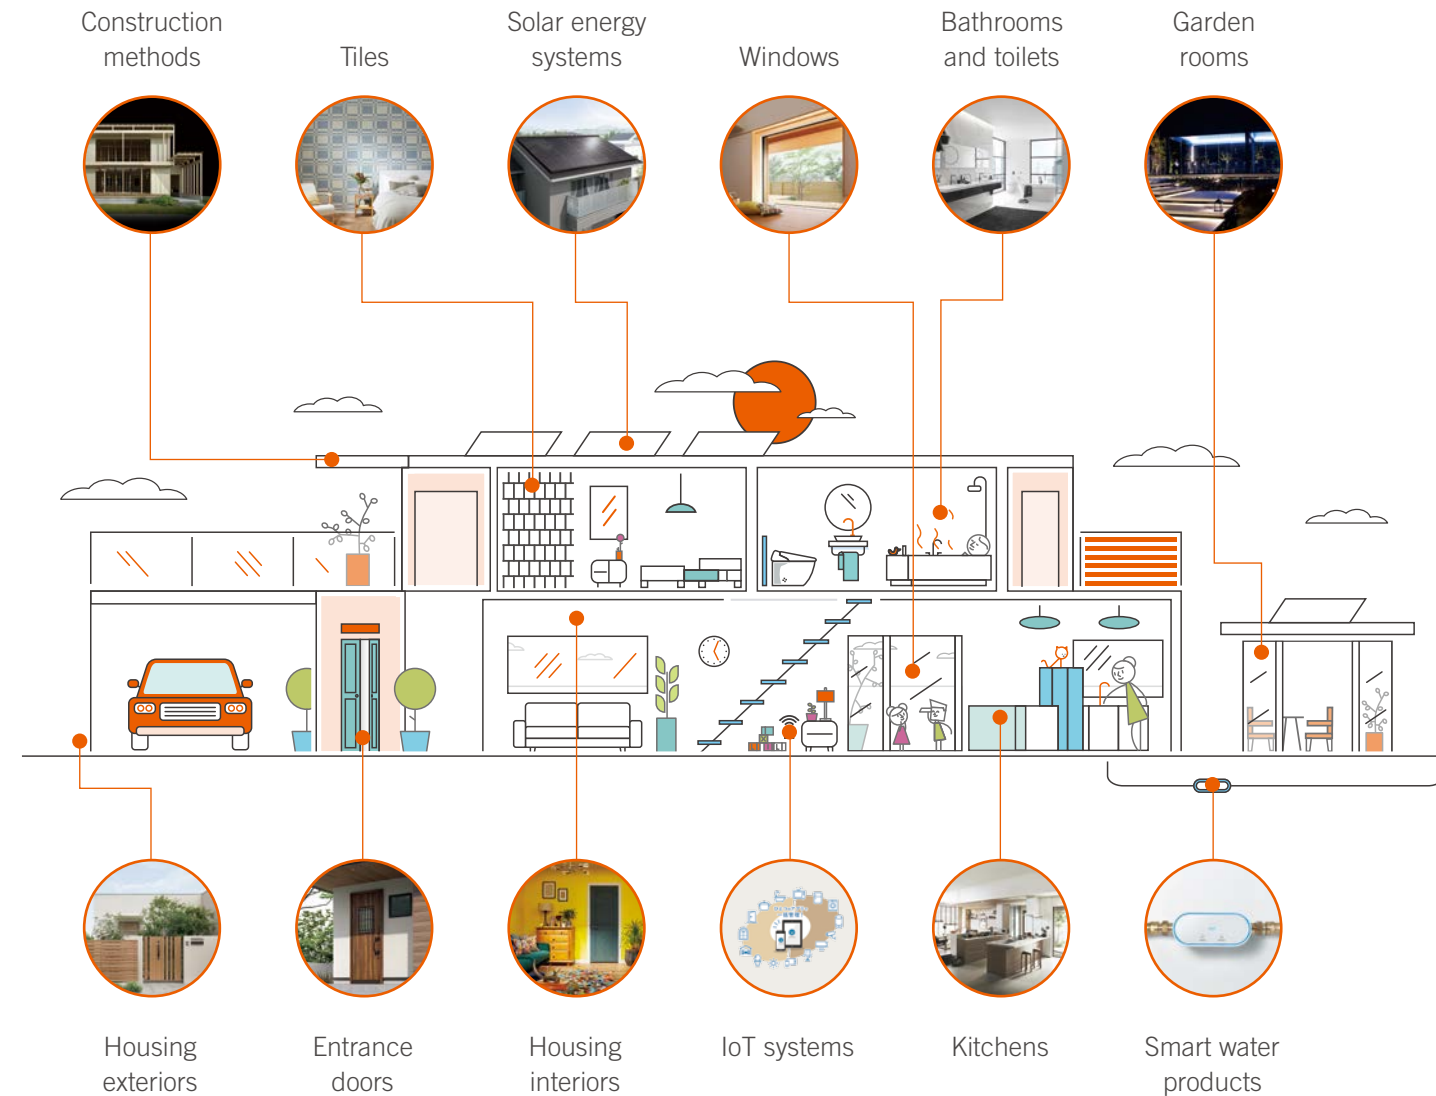 Construction
methods
Tiles
Solar energy
systems
Windows
Bathrooms
and toilets
Garden
rooms
Housing
exteriors
Entrance
doors
Housing
interiors
IoT systems
Kitchens
Smart water
products